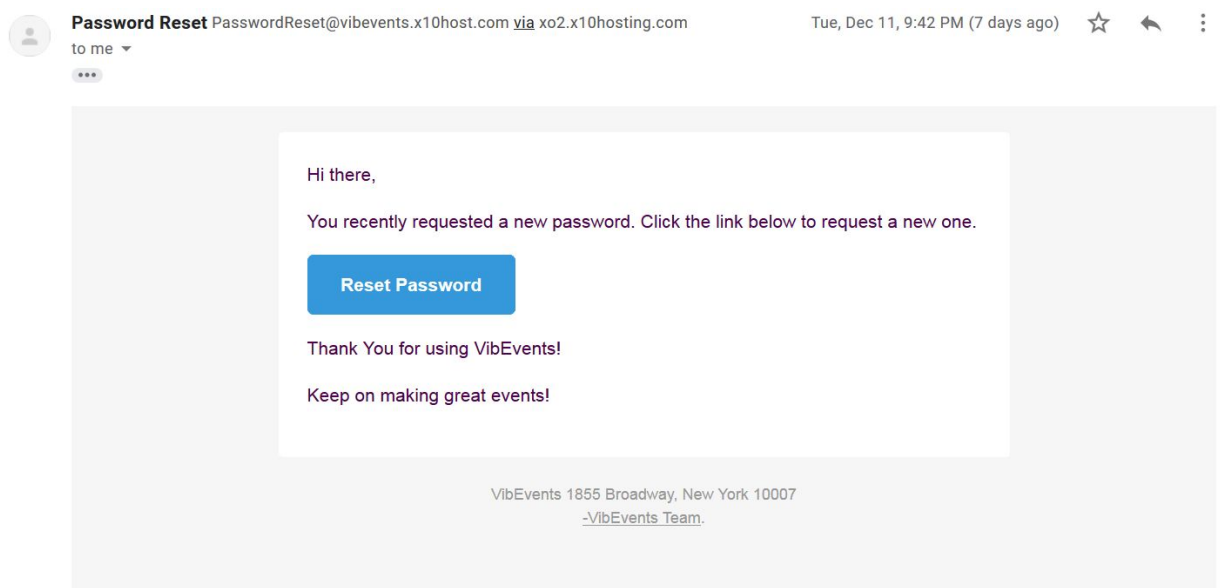 Password Reset PasswordReset@vibevents.x10host.com via xo2.x10hosting.com Tue, Dec 11, 9:42 PM (7 days ago)
to me
Hi there,
You recently requested a new password. Click the link below to request a new one.
Reset Password
Thank You for using VibEvents!
Keep on making great events!
VibEvents 1855 Broadway, New York 10007
-VibEvents Team.